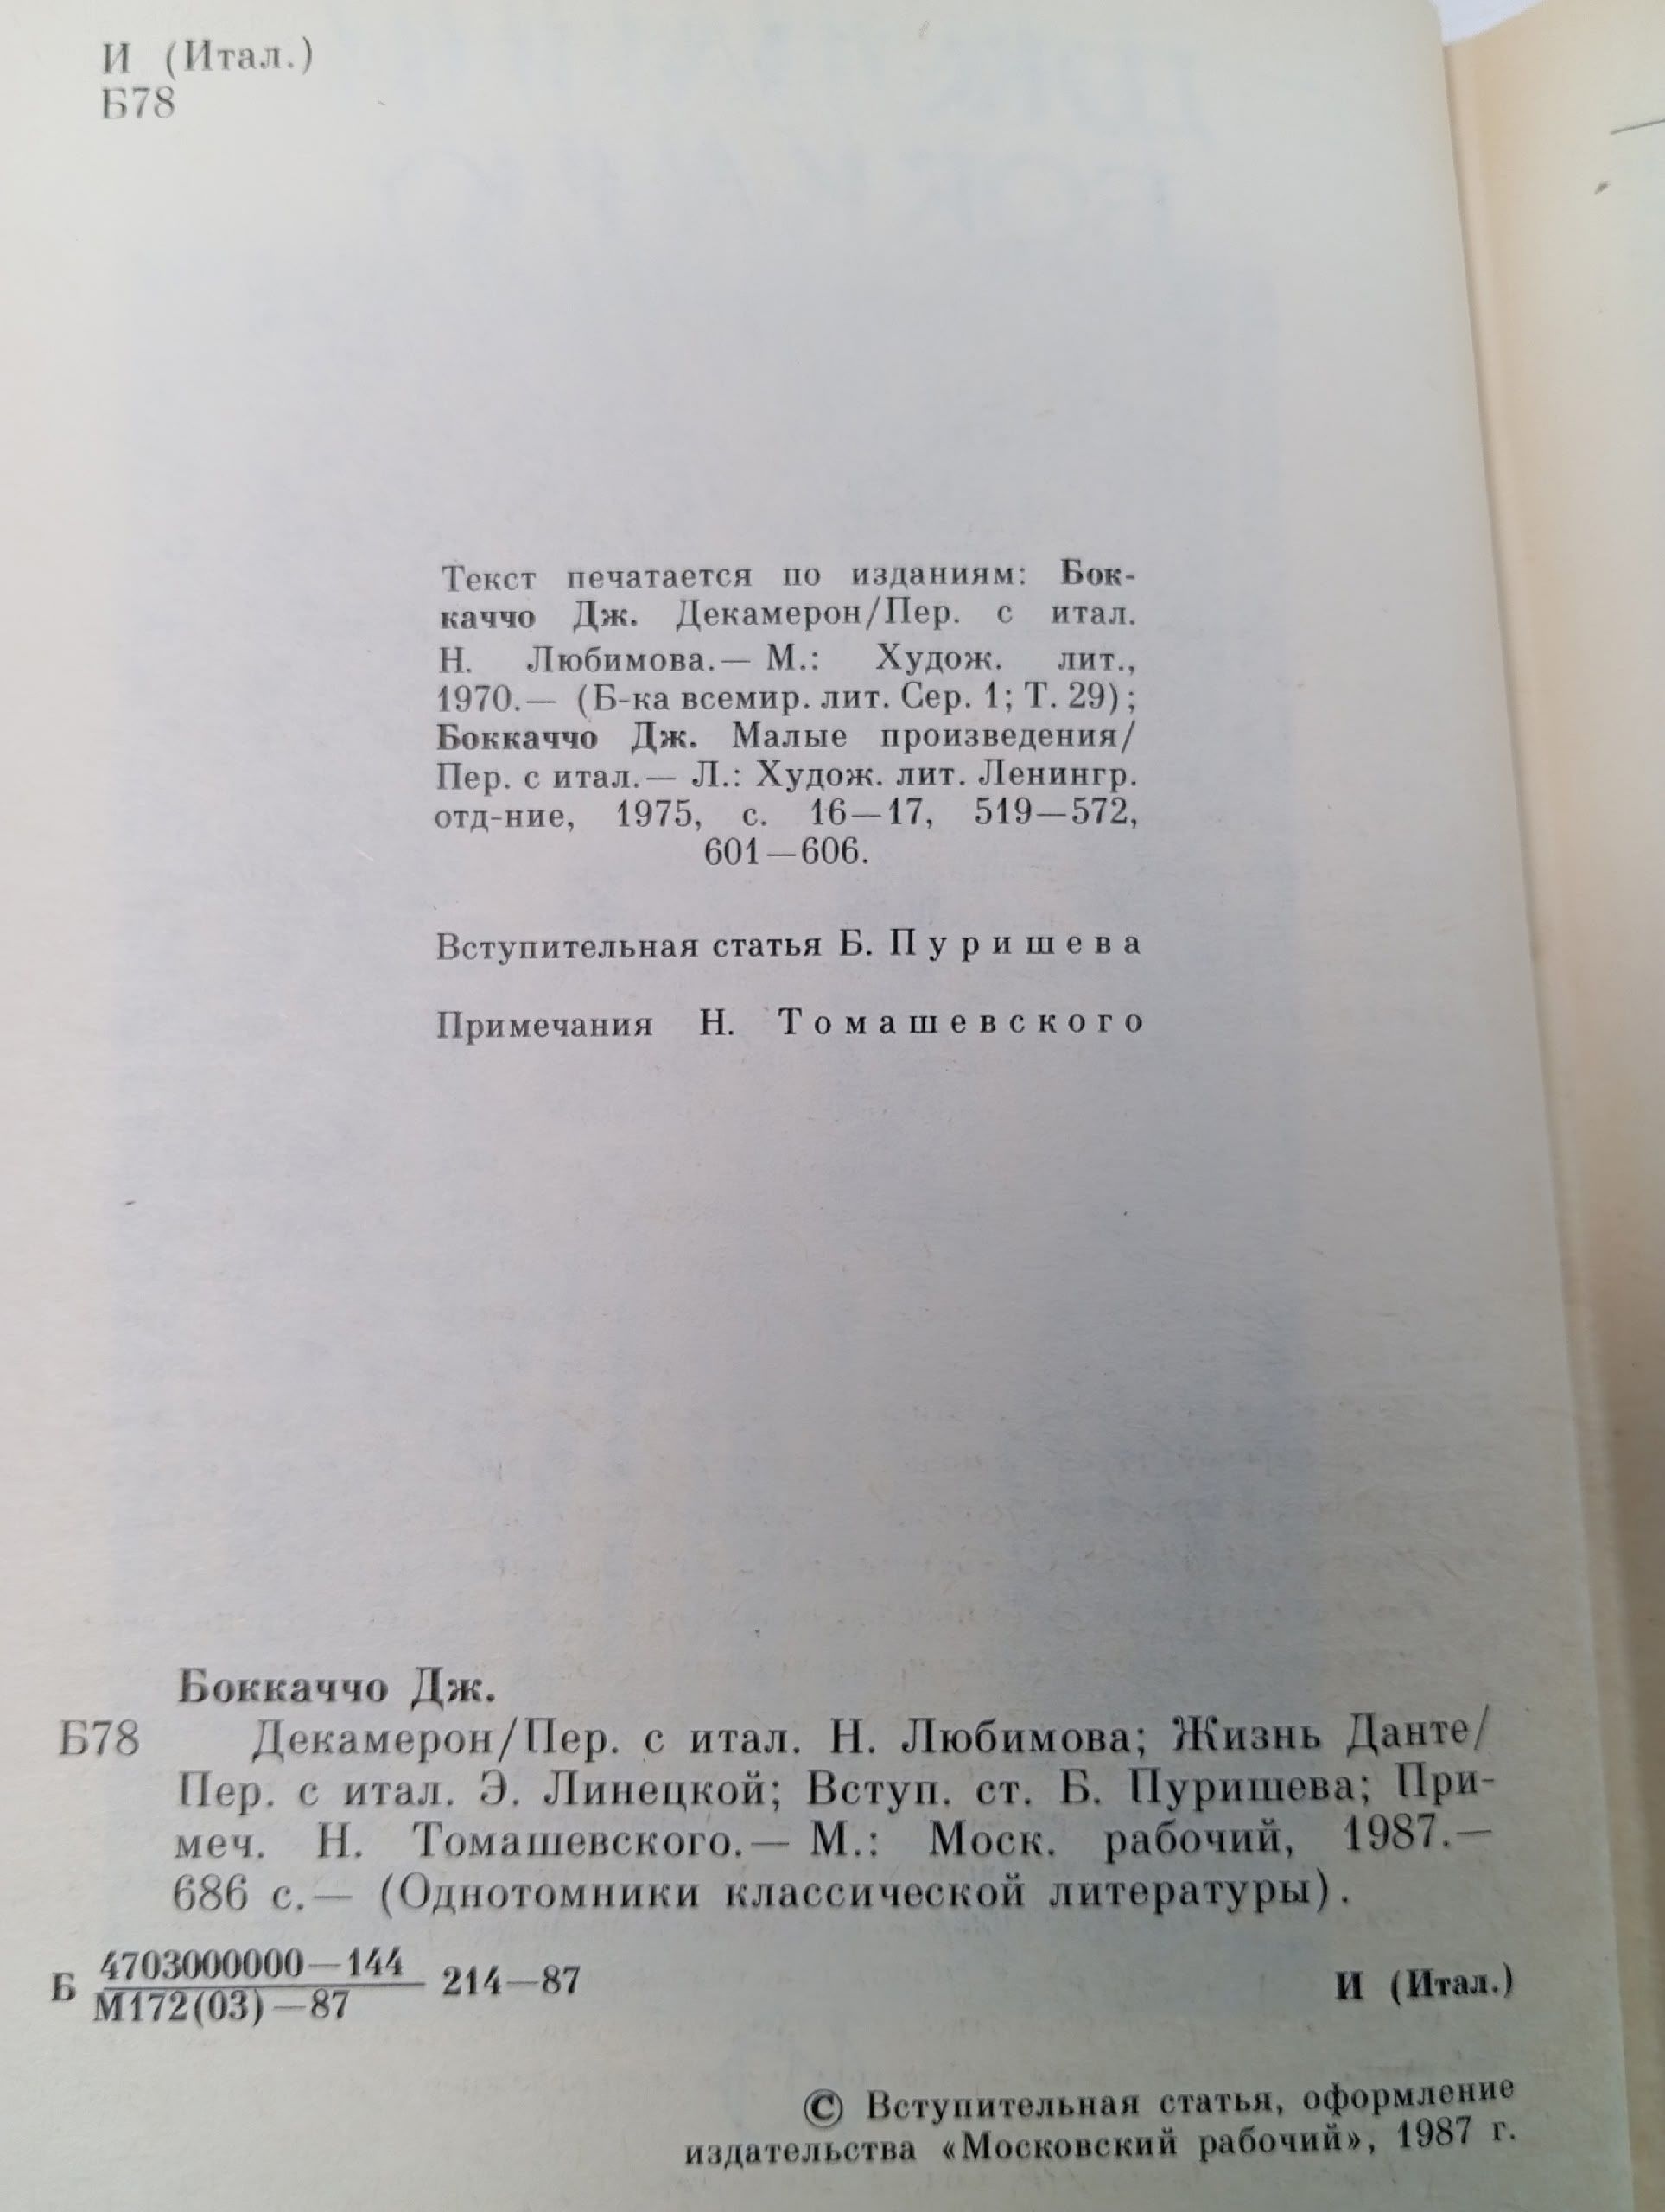 И (Итал.)
Б78
Текст печатается по изданиям: Бок-
каччо Дж. Декамерон/Пер. с итал.
Н. Любимова.— М.: Худож. лит.,
1970.— (Б-ка всемир. лит. Сер. 1; Т. 29);
Боккаччо Дж. Малые произведения/
Пер. с итал.— Л.: Худож. лит. Ленингр.
отд-ние, 1975, с. 16—17, 519—572,
601—606.
Вступительная статья Б. Пуришева
Примечания Н. Томашевского
Боккаччо Дж.
Б78 Декамерон/Пер. с итал. Н. Любимова; Жизнь Данте/
Пер. с итал. Э. Линецкой; Вступ. ст. Б. Пуришева; При-
меч. Н. Томашевского.— М.: Моск. рабочий, 1987.—
686 с.— (Однотомники классической литературы).
Б 4703000000—144 214—87
М172(03)—87
И (Итал.)
© Вступительная статья, оформление
издательства «Московский рабочий», 1987 г.